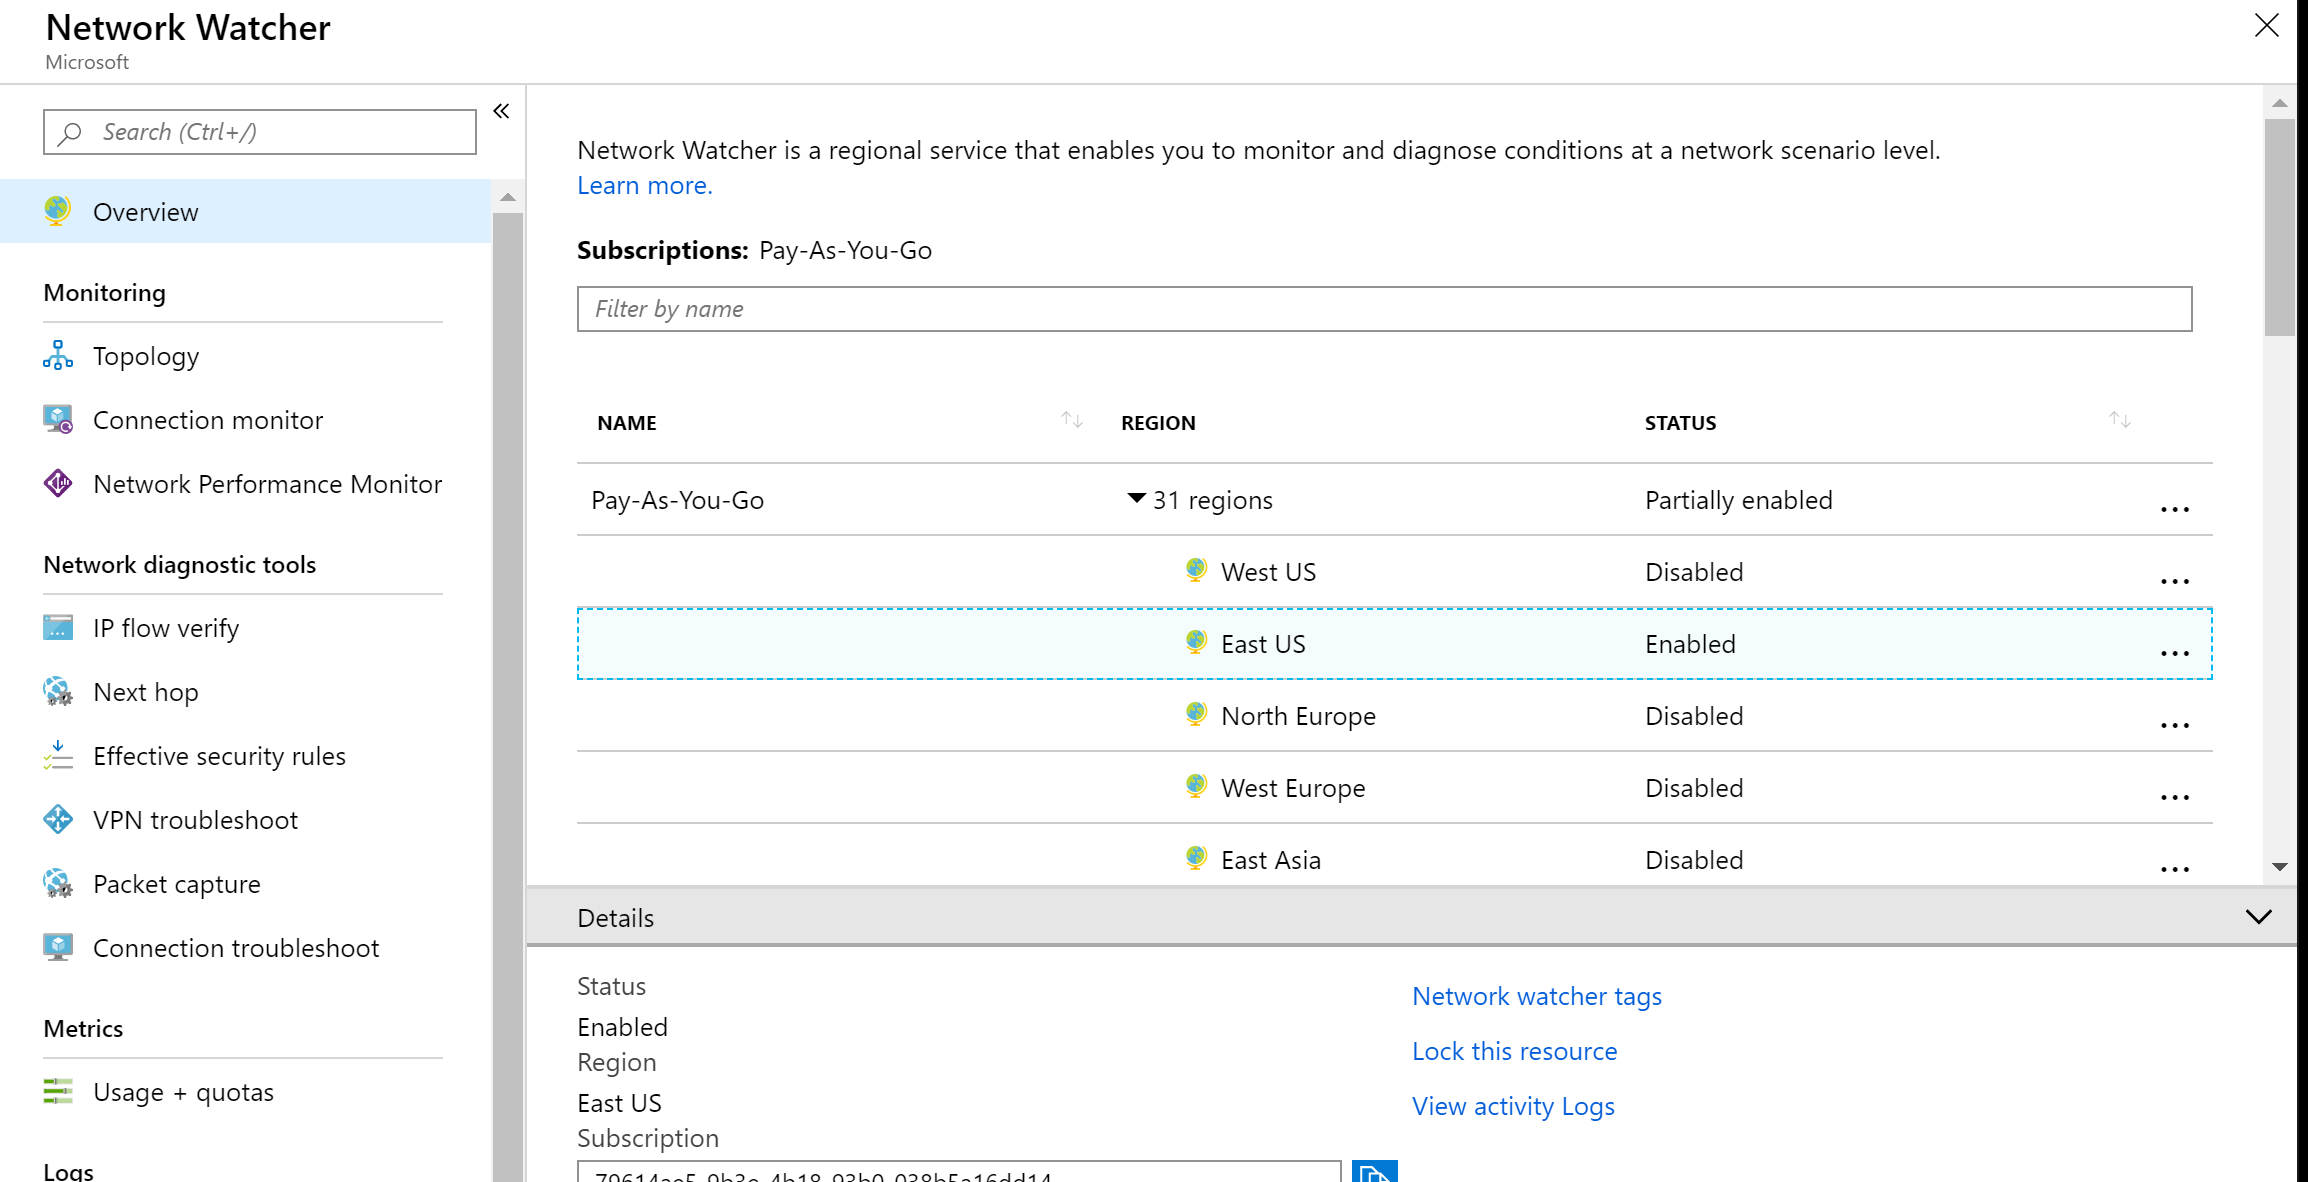 Network Watcher
Microsoft
Search (Ctrl+/)
Overview
Monitoring
Topology
Connection monitor
Network Performance Monitor
Network diagnostic tools
IP flow verify
Next hop
Effective security rules
VPN troubleshoot
Packet capture
Connection troubleshoot
Metrics
Usage + quotas
Logs
Network Watcher is a regional service that enables you to monitor and diagnose conditions at a network scenario level.
Learn more.
Subscriptions: Pay-As-You-Go
Filter by name
NAME REGION STATUS
Pay-As-You-Go 31 regions Partially enabled ...
West US Disabled ...
East US Enabled ...
North Europe Disabled ...
West Europe Disabled ...
East Asia Disabled ...
Details
Status
Enabled
Region
East US
Subscription
79614ae5-9b3e-4b18-93b0-038b5a16dd14
Network watcher tags
Lock this resource
View activity Logs